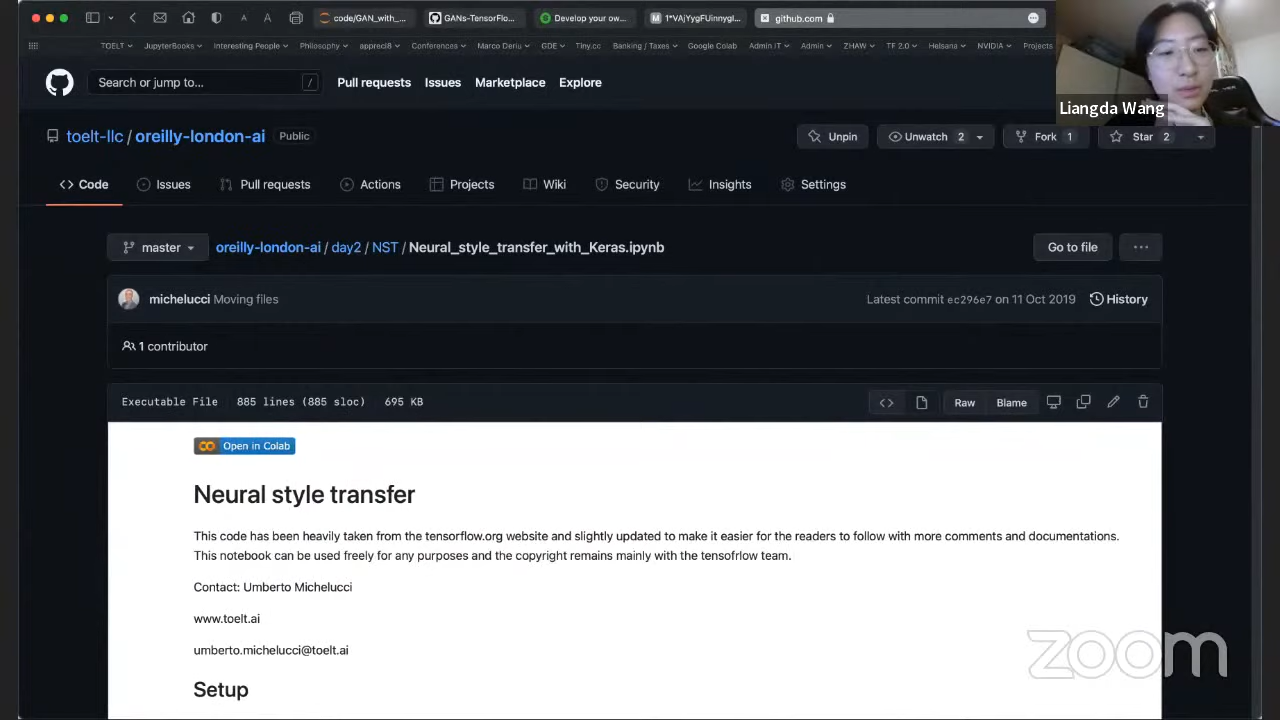 code/GAN_with_...
GANs-TensorFlo...
Develop your ow...
1*VAjYygFUinnygI...
github.com
TOELT
JupyterBooks
Interesting People
Philosophy
apprecI8
Conferences
Marco Deriu
GDE
Tiny.cc
Banking / Taxes
Google Colab
Admin IT
Admin
ZHAW
TF 2.0
Helsana
NVIDIA
Projects
Search or jump to...
/
Pull requests
Issues
Marketplace
Explore
Liangda Wang
toelt-llc / oreilly-london-ai
Public
Unpin
Unwatch 2
Fork 1
Star 2
Code
Issues
Pull requests
Actions
Projects
Wiki
Security
Insights
Settings
master
oreilly-london-ai / day2 / NST / Neural_style_transfer_with_Keras.ipynb
Go to file
...
michelucci Moving files
Latest commit ec296e7 on 11 Oct 2019
History
1 contributor
Executable File 885 lines (885 sloc) 695 KB
Raw
Blame
Open in Colab
Neural style transfer
This code has been heavily taken from the tensorflow.org website and slightly updated to make it easier for the readers to follow with more comments and documentations.
This notebook can be used freely for any purposes and the copyright remains mainly with the tensofrlow team.
Contact: Umberto Michelucci
www.toelt.ai
umberto.michelucci@toelt.ai
Setup
zoom